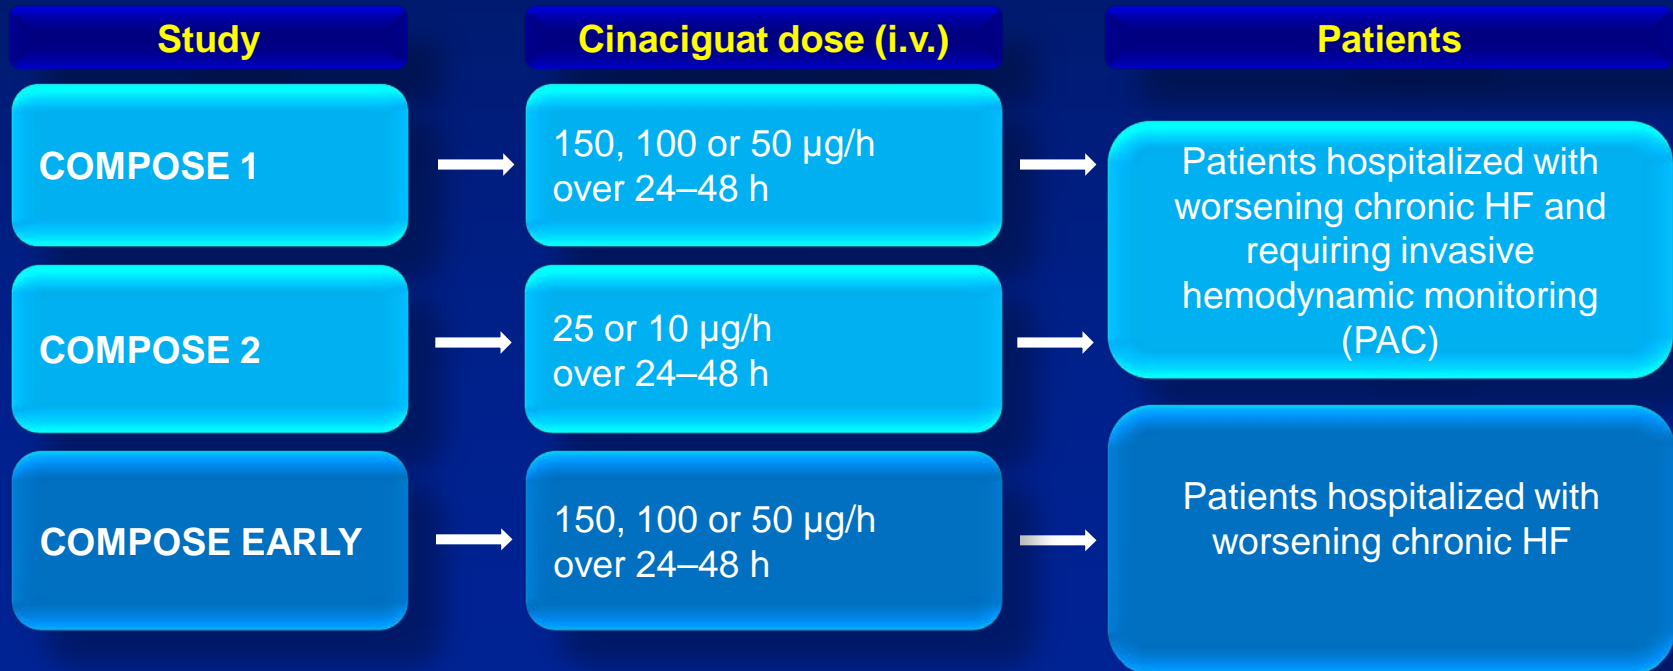 Study
Cinaciguat dose (i.v.)
Patients
COMPOSE 1
150, 100 or 50 µg/h
over 24–48 h
Patients hospitalized with
worsening chronic HF and
requiring invasive
hemodynamic monitoring
(PAC)
COMPOSE 2
25 or 10 µg/h
over 24–48 h
COMPOSE EARLY
150, 100 or 50 µg/h
over 24–48 h
Patients hospitalized with
worsening chronic HF